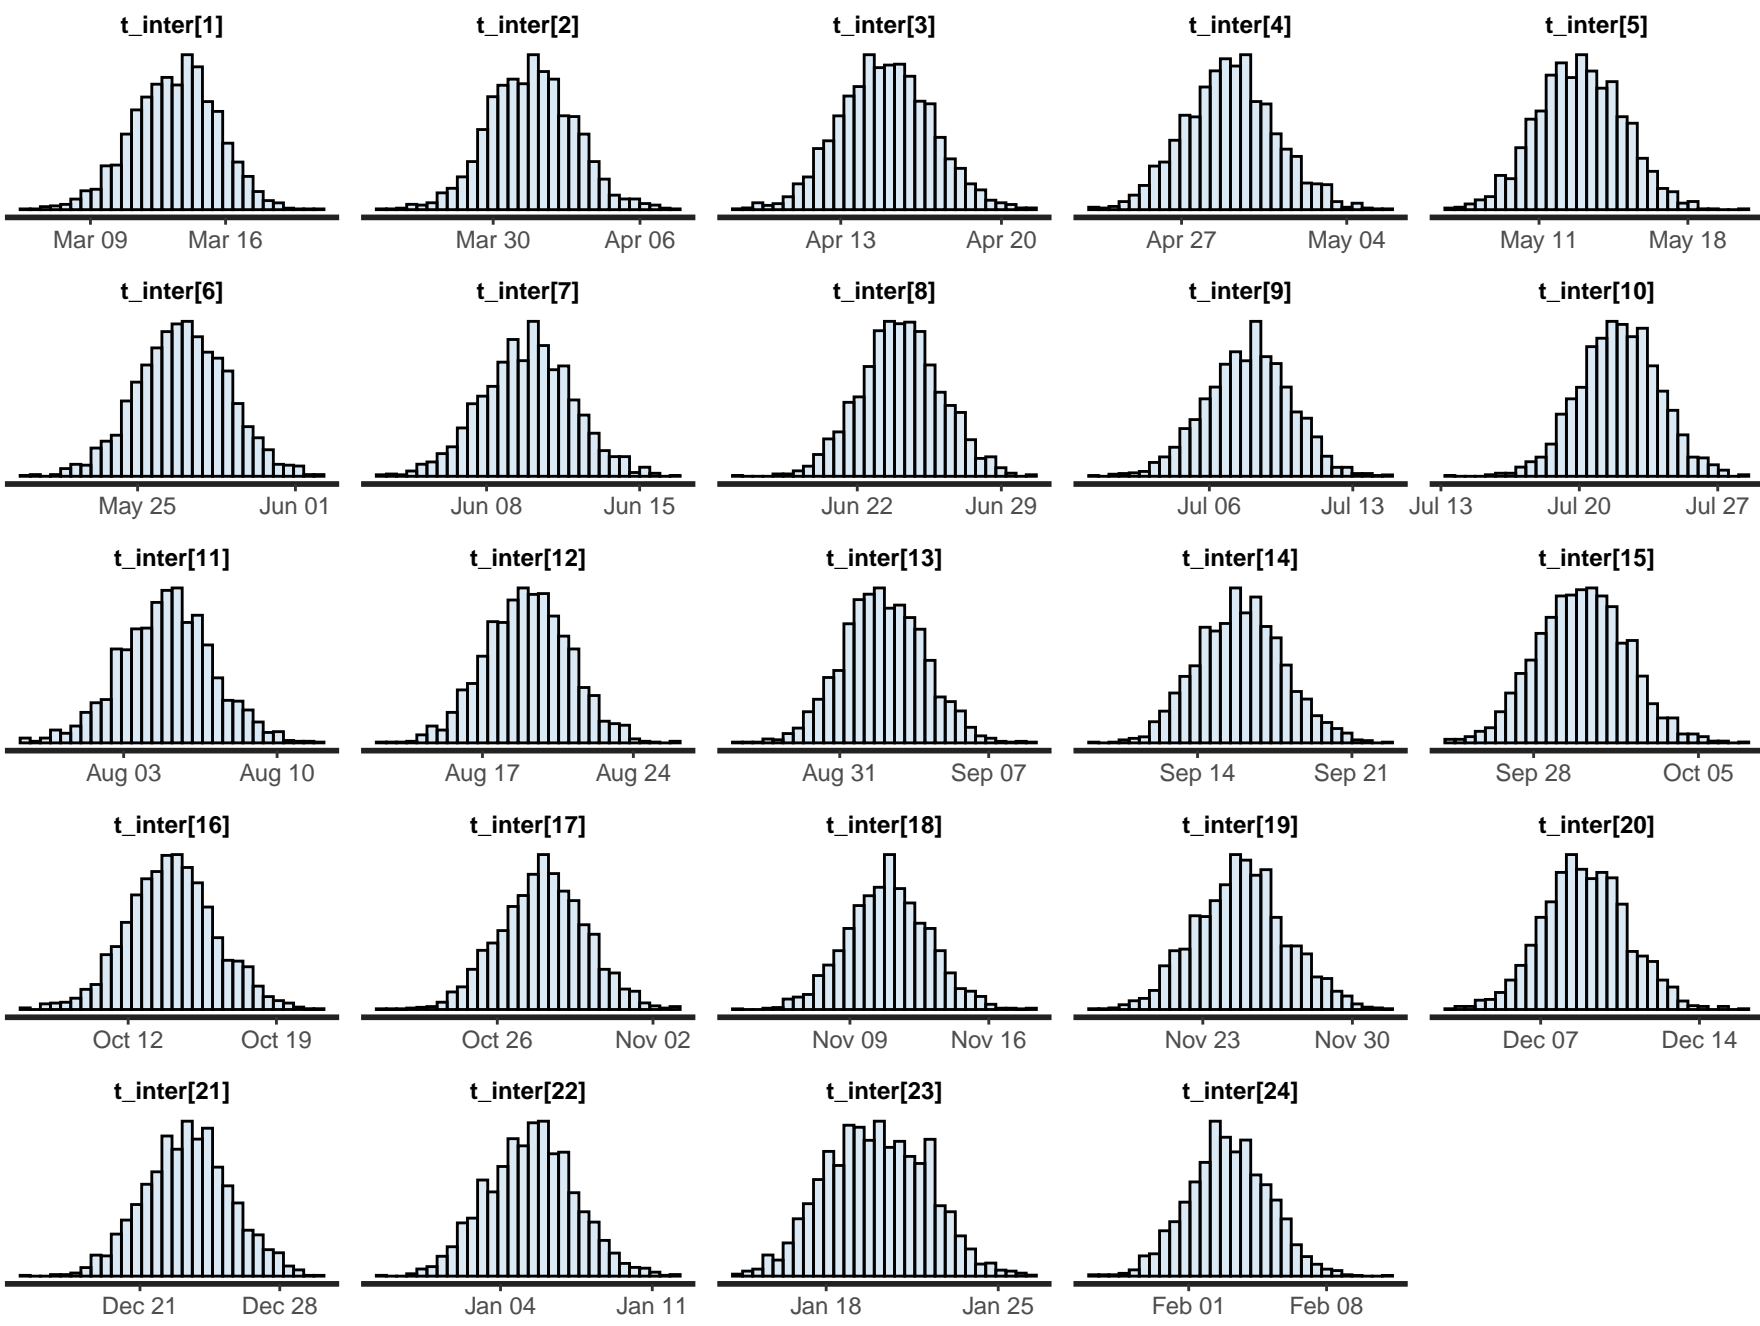 t_inter[1] t_inter[2] t_inter[3] t_inter[4] t_inter[5]
Mar 09 Mar 16 Mar 30 Apr 06 Apr 13 Apr 20 Apr 27 May 04 May 11 May 18
t_inter[6] t_inter[7] t_inter[8] t_inter[9] t_inter[10]
May 25 Jun 01 Jun 08 Jun 15 Jun 22 Jun 29 Jul 06 Jul 13 Jul 13 Jul 20 Jul 27
t_inter[11] t_inter[12] t_inter[13] t_inter[14] t_inter[15]
Aug 03 Aug 10 Aug 17 Aug 24 Aug 31 Sep 07 Sep 14 Sep 21 Sep 28 Oct 05
t_inter[16] t_inter[17] t_inter[18] t_inter[19] t_inter[20]
Oct 12 Oct 19 Oct 26 Nov 02 Nov 09 Nov 16 Nov 23 Nov 30 Dec 07 Dec 14
t_inter[21] t_inter[22] t_inter[23] t_inter[24]
Dec 21 Dec 28 Jan 04 Jan 11 Jan 18 Jan 25 Feb 01 Feb 08